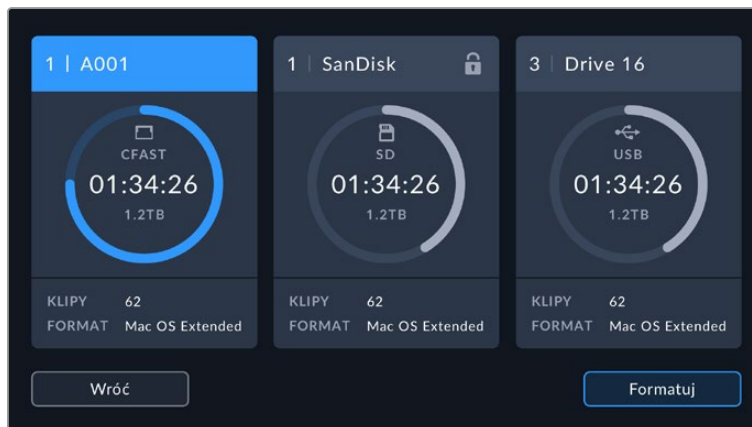 1 | A001
CFAST
01:34:26
1.2TB
KLIPY 62
FORMAT Mac OS Extended
1 | SanDisk
SD
01:34:26
1.2TB
KLIPY 62
FORMAT Mac OS Extended
3 | Drive 16
USB
01:34:26
1.2TB
KLIPY 62
FORMAT Mac OS Extended
Wróć
Formatuj